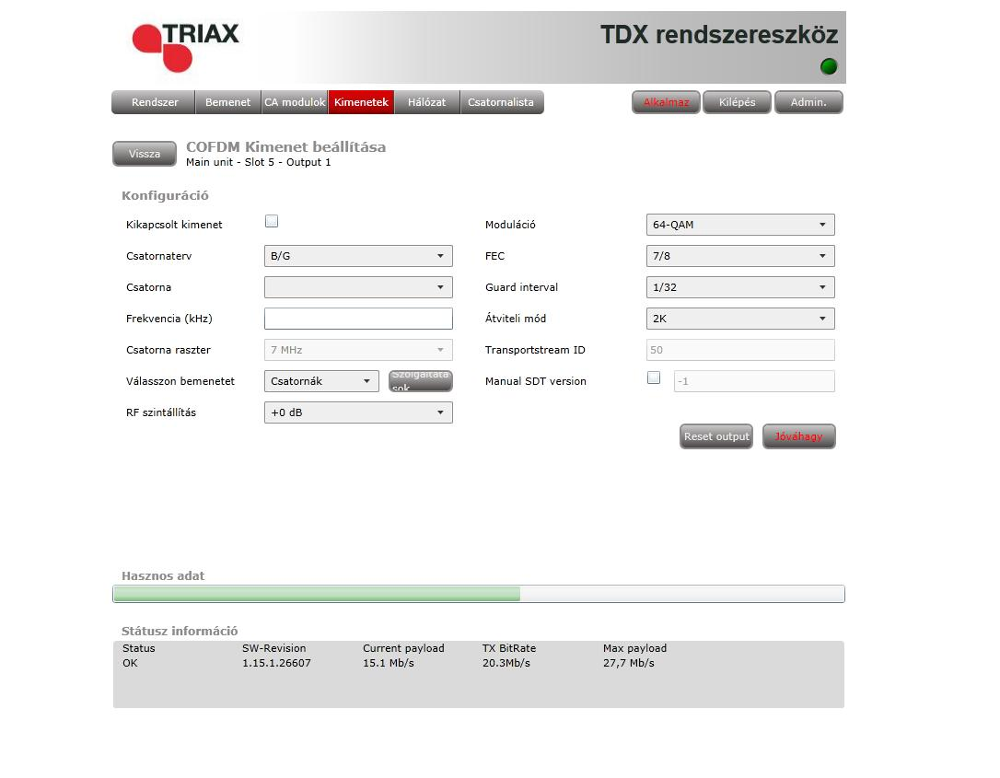 TRIAX
TDX rendszereszköz
Rendszer Bemenet CA modulok Kimenetek Hálózat Csatornalista Alkalmaz Kilépés Admin.
Vissza
COFDM Kimenet beállítása
Main unit - Slot 5 - Output 1
Konfiguráció
Kikapcsolt kimenet
Moduláció 64-QAM
Csatornaterv B/G
FEC 7/8
Csatorna
Guard interval 1/32
Frekvencia (kHz)
Átviteli mód 2K
Csatorna raszter 7 MHz
Transportstream ID 50
Válasszon bemenetet Csatornák Szolgáltatá
sok
Manual SDT version -1
RF szintállítás +0 dB
Reset output Jóváhagy
Hasznos adat
Státusz információ
Status SW-Revision Current payload TX BitRate Max payload
OK 1.15.1.26607 15.1 Mb/s 20.3Mb/s 27,7 Mb/s